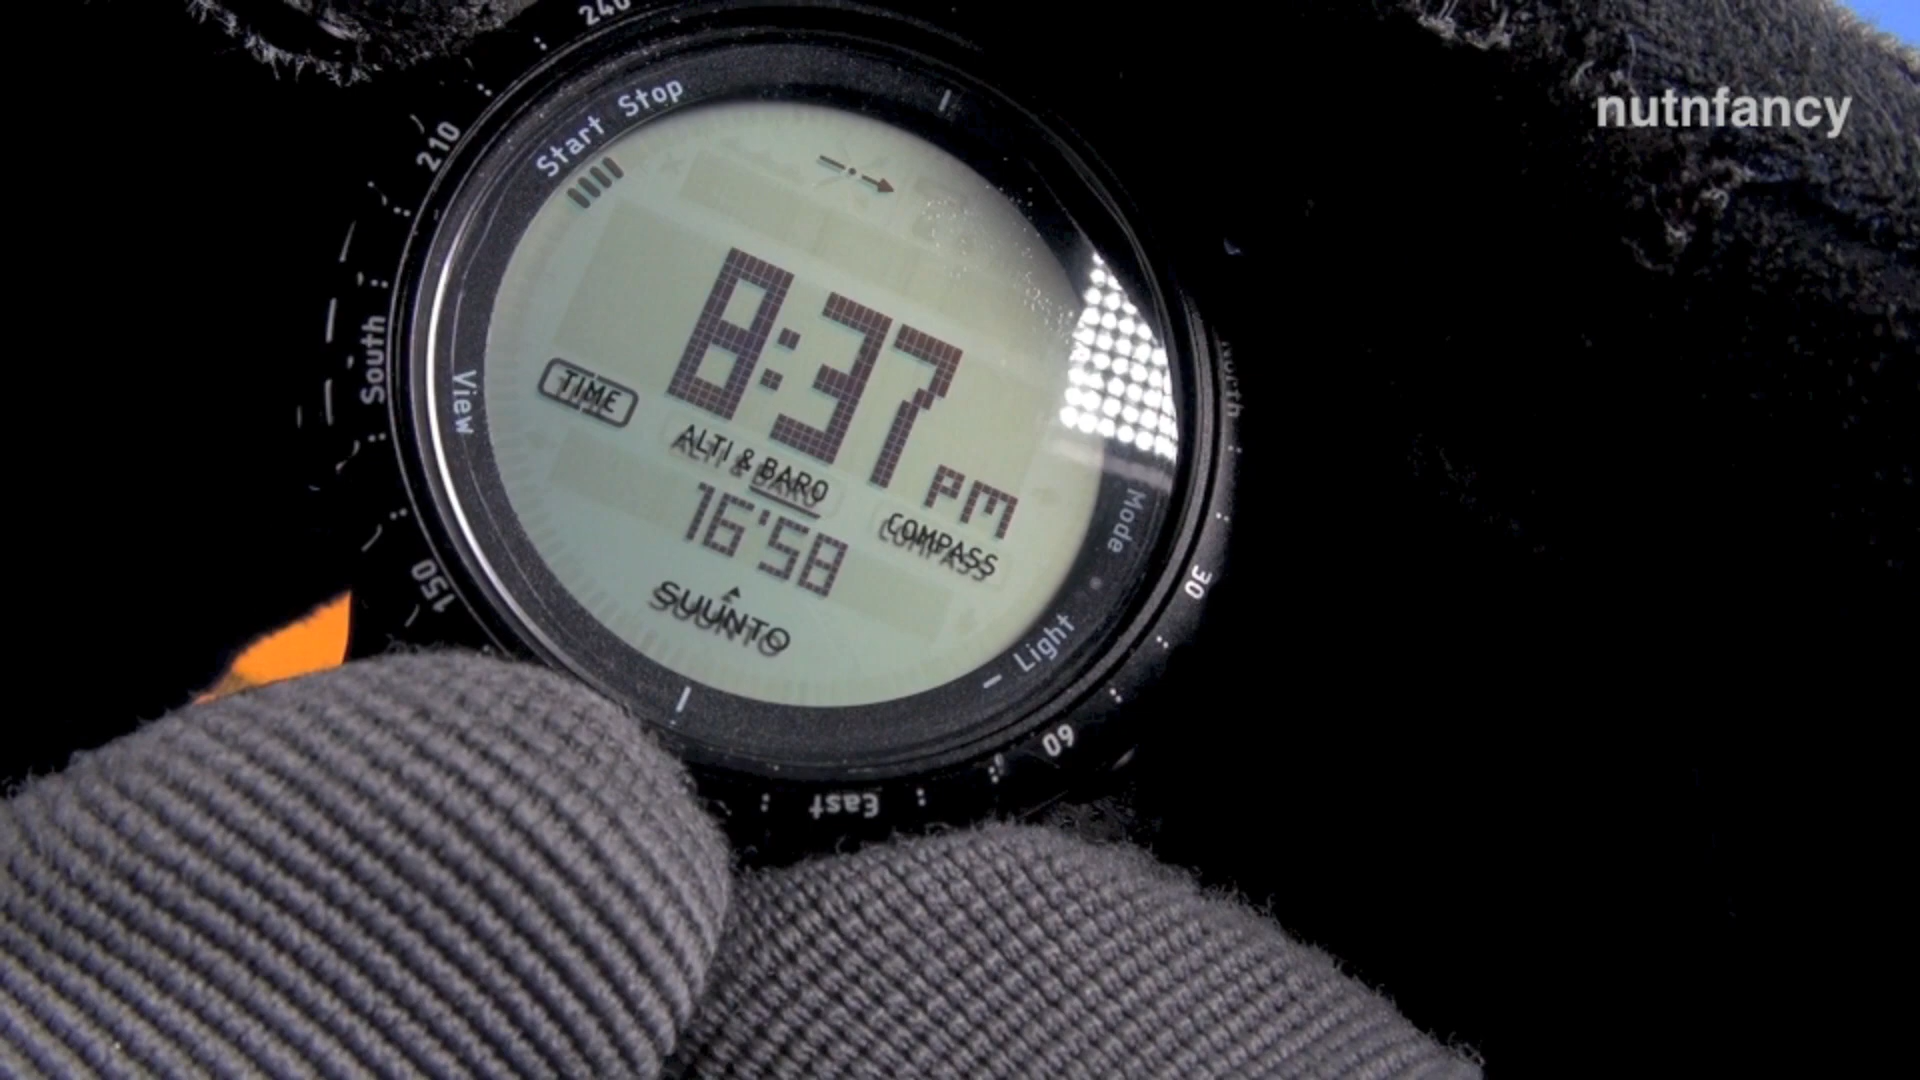 240
nutnfancy
Start Stop
210
8:37 PM
South
View
TIME
ALTI & BARO
COMPASS
16'58
SUUNTO
Mode
Light
North
30
150
60
East